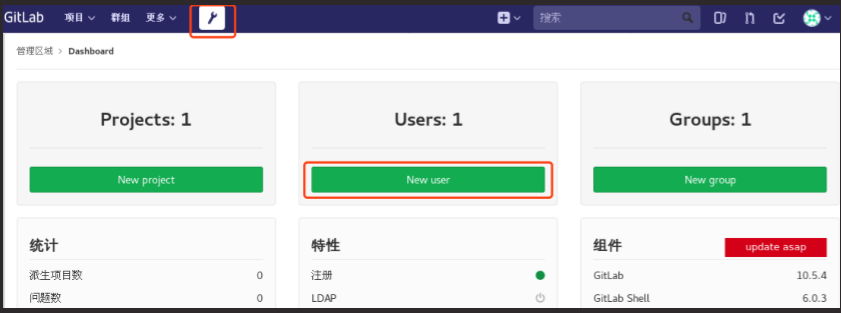 GitLab 项目 群组 更多 搜索
管理区域 > Dashboard
Projects: 1
New project
Users: 1
New user
Groups: 1
New group
统计
派生项目数 0
问题数 0
特性
注册
LDAP
组件 update asap
GitLab 10.5.4
GitLab Shell 6.0.3